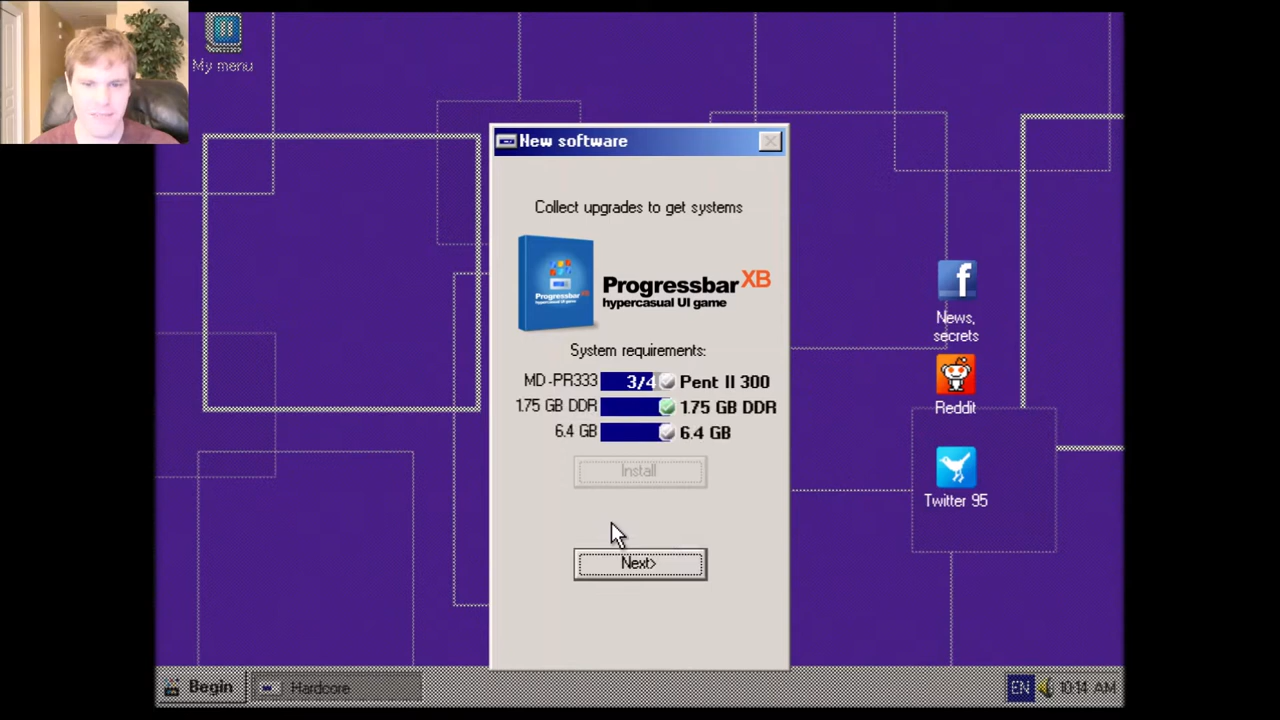 My menu
New software
Collect upgrades to get systems
Progressbar XB
hypercasual UI game
System requirements:
MD-PR333 3/4 Pent II 300
1.75 GB DDR 1.75 GB DDR
6.4 GB 6.4 GB
Install
Next>
News,
secrets
Reddit
Twitter 95
Begin
Hardcore
EN
10:14 AM